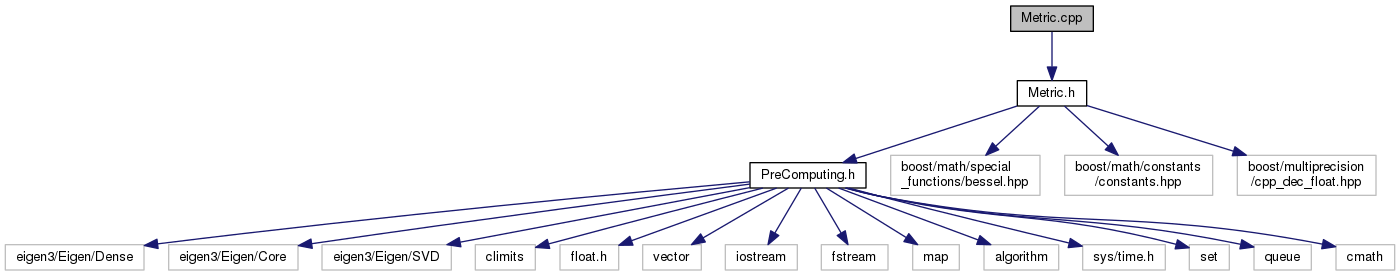 Metric.cpp
Metric.h
PreComputing.h
boost/math/special
_functions/bessel.hpp
boost/math/constants
/constants.hpp
boost/multiprecision
/cpp_dec_float.hpp
eigen3/Eigen/Dense
eigen3/Eigen/Core
eigen3/Eigen/SVD
climits
float.h
vector
iostream
fstream
map
algorithm
sys/time.h
set
queue
cmath